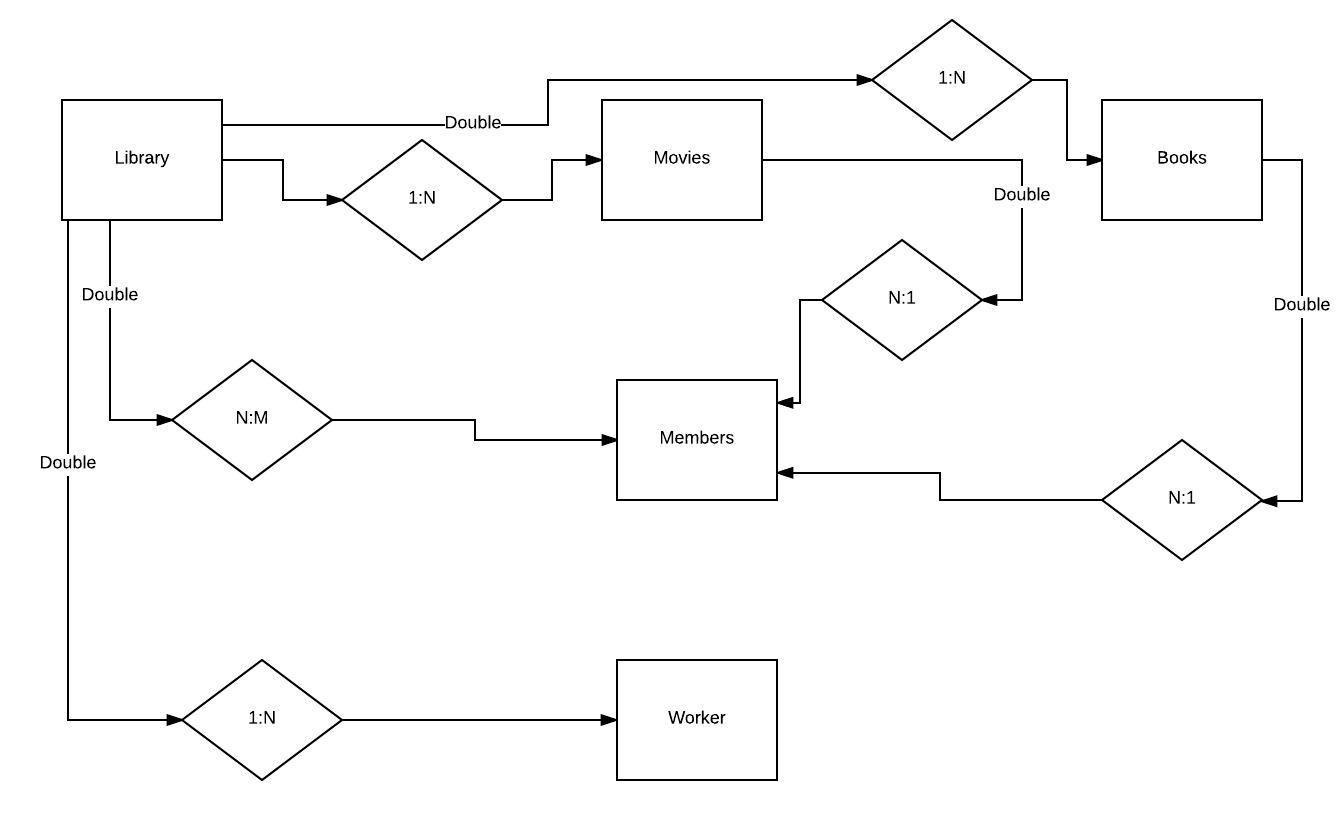 1:N
Double
Library
Movies
Books
1:N
Double
Double
N:1
Double
N:M
Members
Double
N:1
1:N
Worker